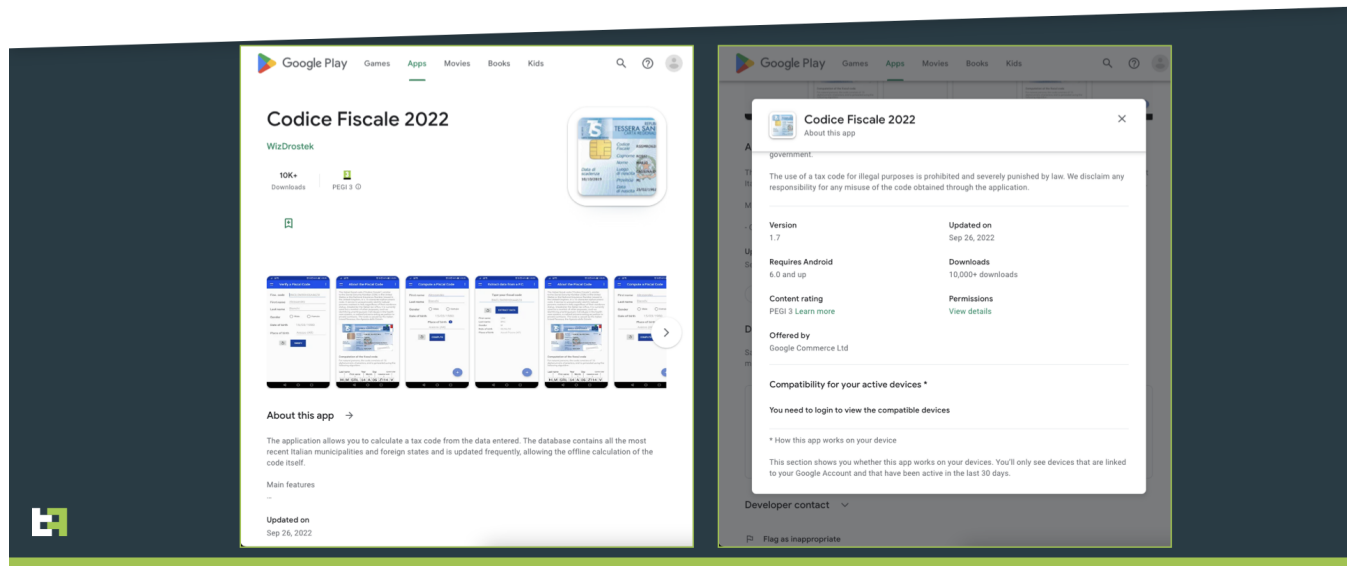 Google Play Games Apps Movies Books Kids
Codice Fiscale 2022
WizDrostek
10K+
Downloads
PEGI 3
TESSERA SAN
About this app
The application allows you to calculate a tax code from the data entered. The database contains all the most
recent Italian municipalities and foreign states and is updated frequently, allowing the offline calculation of the
code itself.
Main features
...
Updated on
Sep 26, 2022
Google Play Games Apps Movies Books Kids
Codice Fiscale 2022
About this app
government.
The use of a tax code for illegal purposes is prohibited and severely punished by law. We disclaim any
responsibility for any misuse of the code obtained through the application.
Version Updated on
1.7 Sep 26, 2022
Requires Android Downloads
6.0 and up 10,000+ downloads
Content rating Permissions
PEGI 3 Learn more View details
Offered by
Google Commerce Ltd
Compatibility for your active devices *
You need to login to view the compatible devices
* How this app works on your device
This section shows you whether this app works on your devices. You'll only see devices that are linked
to your Google Account and that have been active in the last 30 days.
Developer contact
Flag as inappropriate